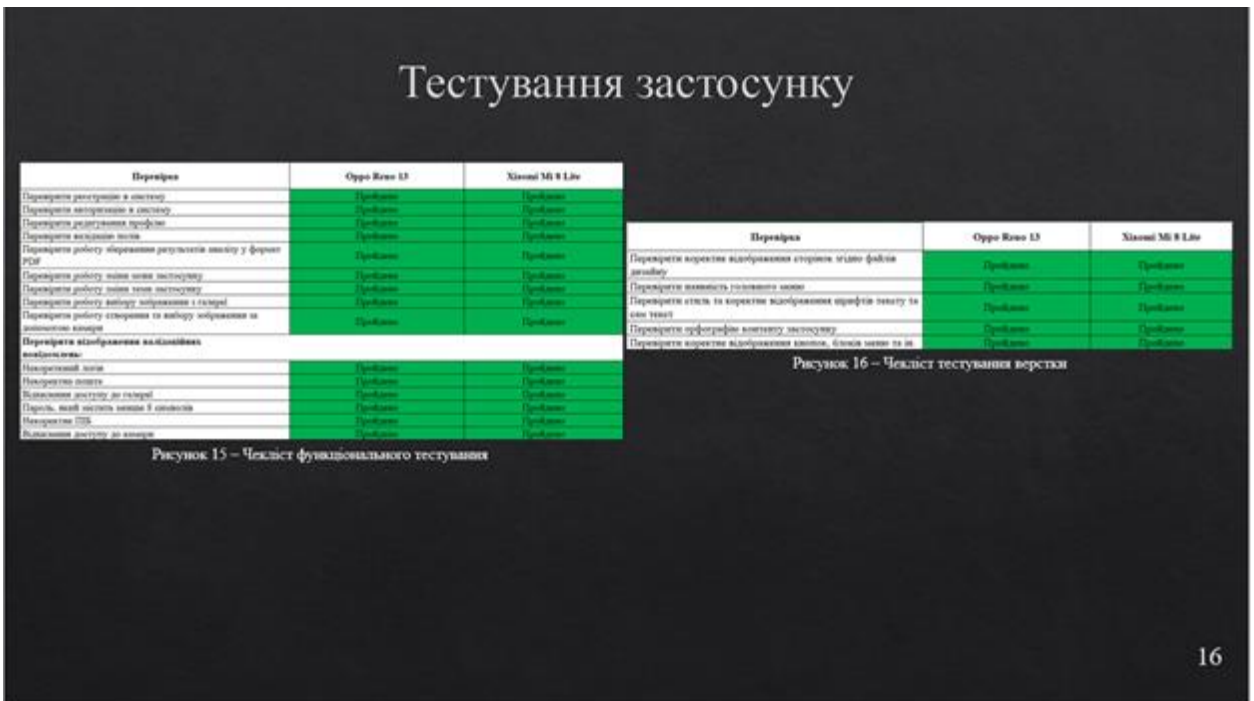 Тестування застосунку
Перевірка Oppo Reno 13 Xiaomi Mi 8 Lite
Перевірити реєстрацію в систему Пройдено Пройдено
Перевірити авторизацію в систему Пройдено Пройдено
Перевірити редагування профілю Пройдено Пройдено
Перевірити валідацію полів Пройдено Пройдено
Перевірити роботу збереження результатів аналізу у формат
PDF Пройдено Пройдено
Перевірити роботу зміни мови застосунку Пройдено Пройдено
Перевірити роботу зміни теми застосунку Пройдено Пройдено
Перевірити роботу вибору зображення з галереї Пройдено Пройдено
Перевірити роботу створення та вибору зображення за
допомогою камери Пройдено Пройдено
Перевірити відображення валідаційних
повідомлень:
Некоректний логін Пройдено Пройдено
Некоректна пошта Пройдено Пройдено
Відхилення доступу до галереї Пройдено Пройдено
Пароль, який містить менше 8 символів Пройдено Пройдено
Некоректне ПІБ Пройдено Пройдено
Відхилення доступу до камери Пройдено Пройдено
Рисунок 15 – Чекліст функціонального тестування
Перевірка Oppo Reno 13 Xiaomi Mi 8 Lite
Перевірити коректне відображення сторінок згідно файлів
дизайну Пройдено Пройдено
Перевірити наявність головного меню Пройдено Пройдено
Перевірити стиль та коректне відображення шрифтів тексту та
сам текст Пройдено Пройдено
Перевірити орфографію контенту застосунку Пройдено Пройдено
Перевірити коректне відображення кнопок, блоків меню та ін Пройдено Пройдено
Рисунок 16 – Чекліст тестування верстки
16